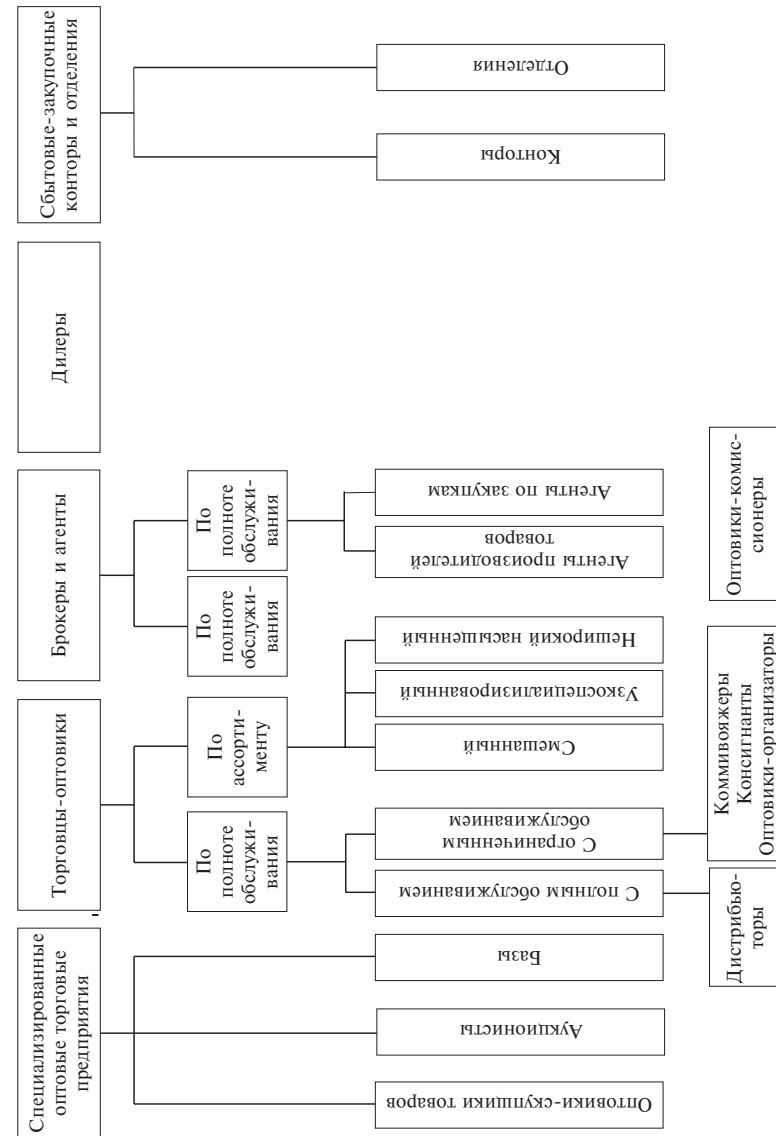 Специализированные
оптовые торговые
предприятия
Торговцы-оптовики
Брокеры и агенты
Дилеры
Сбытовые-закупочные
конторы и отделения
По
полноте
обслужи-
вания
По
ассорти-
менту
По
полноте
обслужи-
вания
По
полноте
обслужи-
вания
Оптовики-скупщики товаров
Аукционисты
Базы
С полным обслуживанием
С ограниченным
обслуживанием
Смешанный
Узкоспециализированный
Неширокий насыщенный
Агенты производителей
товаров
Агенты по закупкам
Конторы
Отделения
Дистрибью-
торы
Коммивояжеры
Консигнанты
Оптовики-организаторы
Оптовики-комис-
сионеры